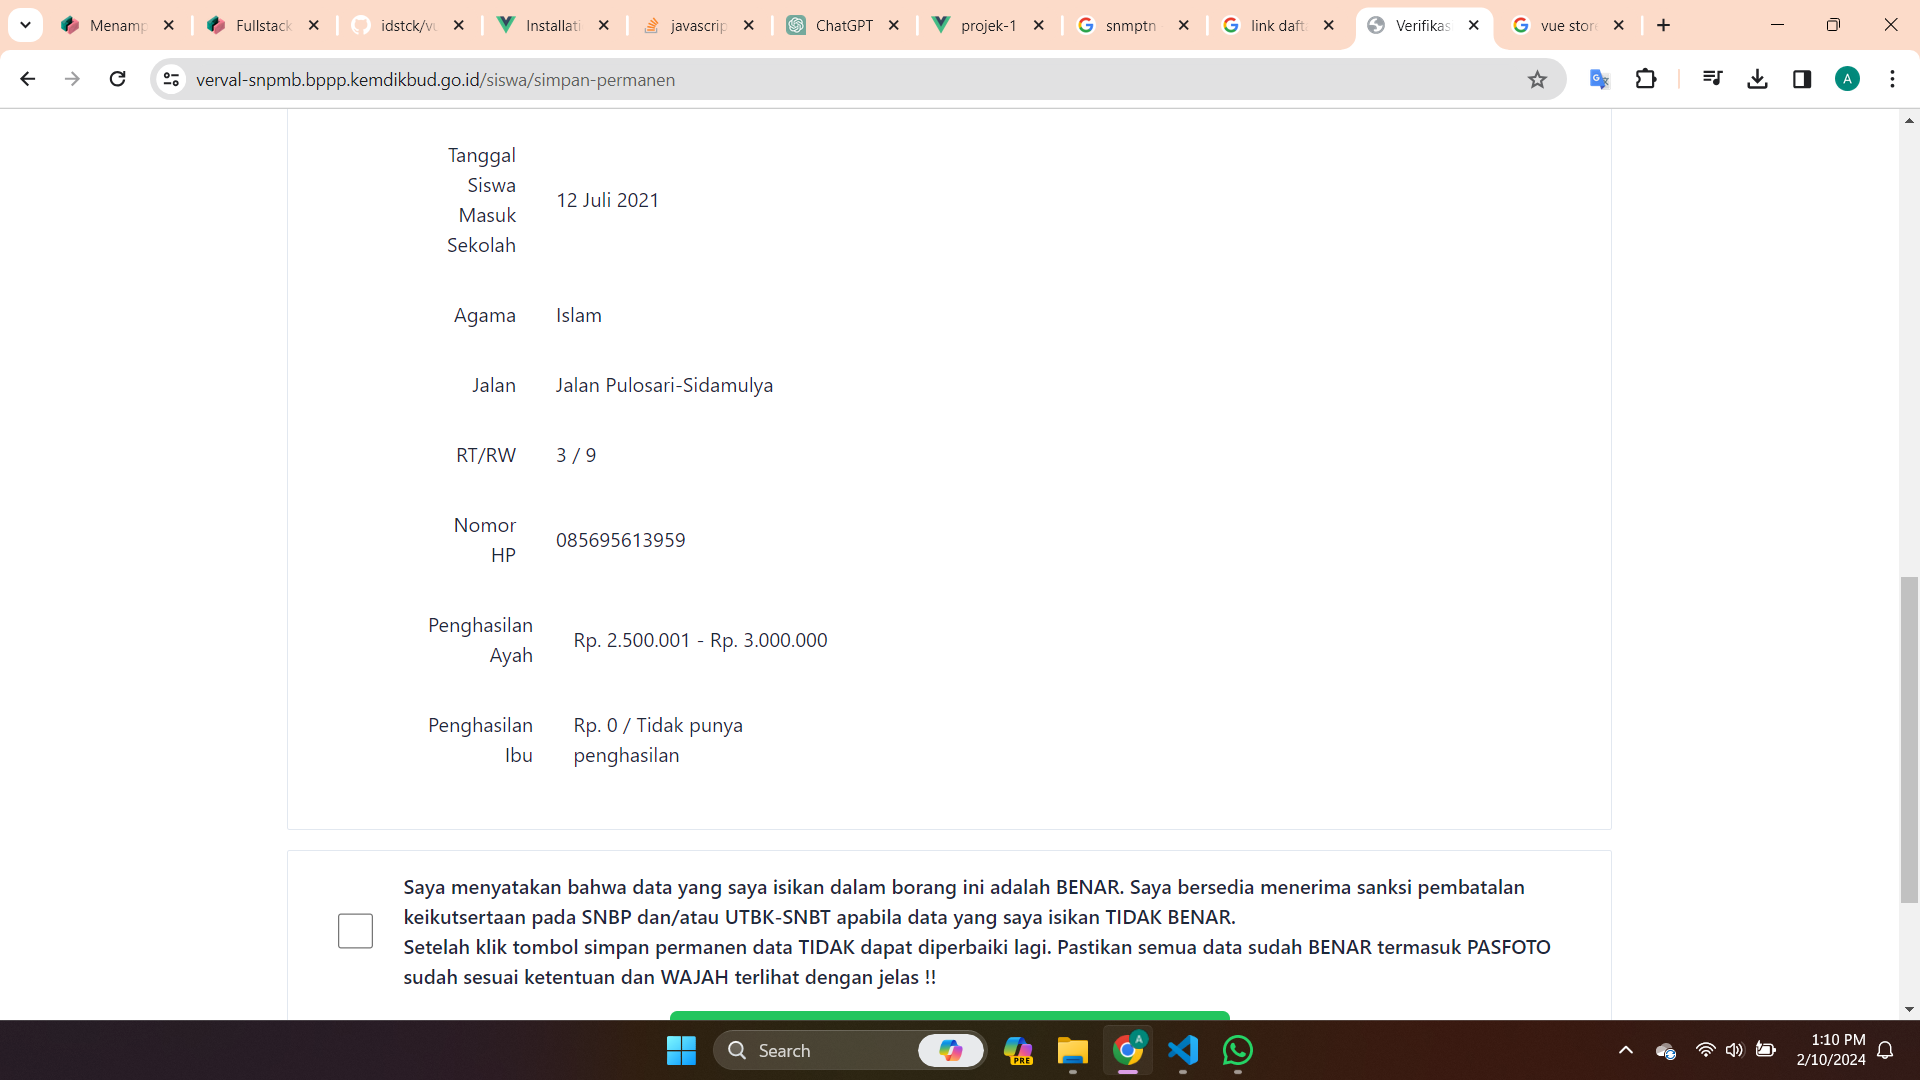 Menamp
Fullstack
idstck/vu
Installati
javascrip
ChatGPT
projek-1
snmptn
link dafta
Verifikas
vue store
verval-snpmb.bppp.kemdikbud.go.id/siswa/simpan-permanen
A
Tanggal
Siswa
Masuk
Sekolah
12 Juli 2021
Agama
Islam
Jalan
Jalan Pulosari-Sidamulya
RT/RW
3 / 9
Nomor
HP
085695613959
Penghasilan
Ayah
Rp. 2.500.001 - Rp. 3.000.000
Penghasilan
Ibu
Rp. 0 / Tidak punya
penghasilan
Saya menyatakan bahwa data yang saya isikan dalam borang ini adalah BENAR. Saya bersedia menerima sanksi pembatalan
keikutsertaan pada SNBP dan/atau UTBK-SNBT apabila data yang saya isikan TIDAK BENAR.
Setelah klik tombol simpan permanen data TIDAK dapat diperbaiki lagi. Pastikan semua data sudah BENAR termasuk PASFOTO
sudah sesuai ketentuan dan WAJAH terlihat dengan jelas !!
Search
PRE
A
1:10 PM
2/10/2024